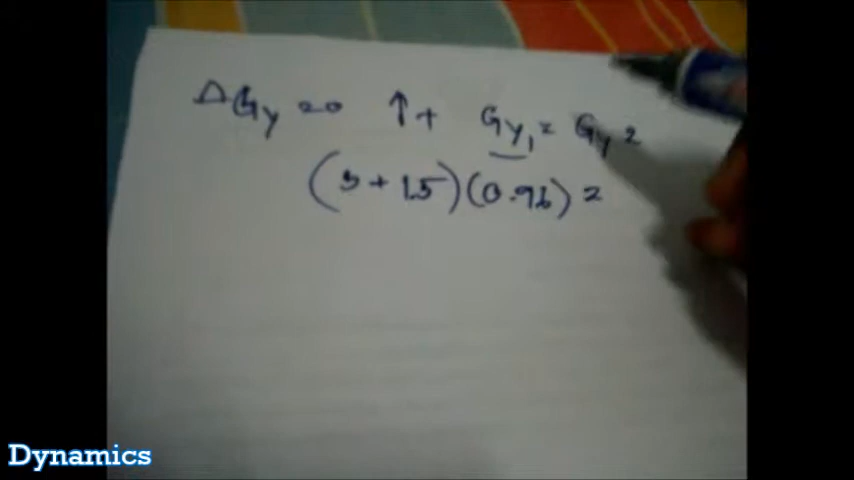 ΔGy = 0 ↑+ Gy1 = Gy2
(3 + 1.5)(0.96) =
Dynamics